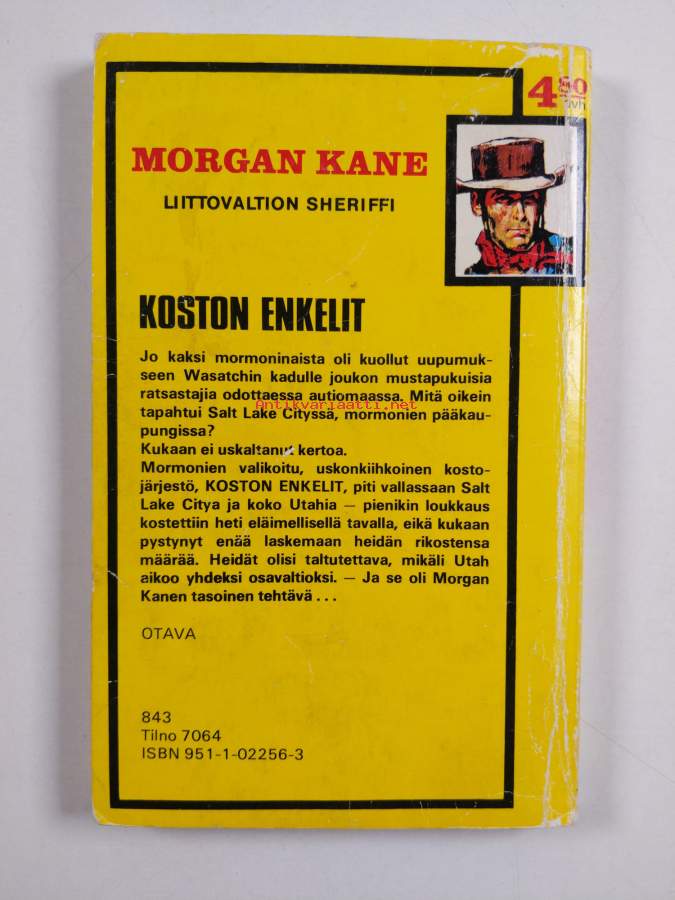 4 80
ovh
MORGAN KANE
LIITTOVALTION SHERIFFI
KOSTON ENKELIT
Jo kaksi mormoninaista oli kuollut uupumuk-
seen Wasatchin kadulle joukon mustapukuisia
ratsastajia odottaessa autiomaassa. Mitä oikein
Antikvariaatti.net
tapahtui Salt Lake Cityssä, mormonien pääkau-
pungissa?
Kukaan ei uskaltanut kertoa.
Mormonien valikoitu, uskonkiihkoinen kosto-
järjestö, KOSTON ENKELIT, piti vallassaan Salt
Lake Citya ja koko Utahia — pienikin loukkaus
kostettiin heti eläimellisellä tavalla, eikä kukaan
pystynyt enää laskemaan heidän rikostensa
määrää. Heidät olisi taltutettava, mikäli Utah
aikoo yhdeksi osavaltioksi. — Ja se oli Morgan
Kanen tasoinen tehtävä ...
OTAVA
843
Tilno 7064
ISBN 951-1-02256-3